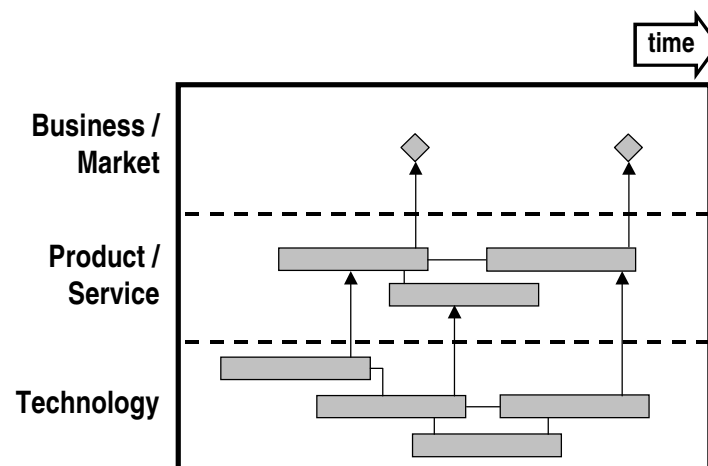 time
Business /
Market
Product /
Service
Technology